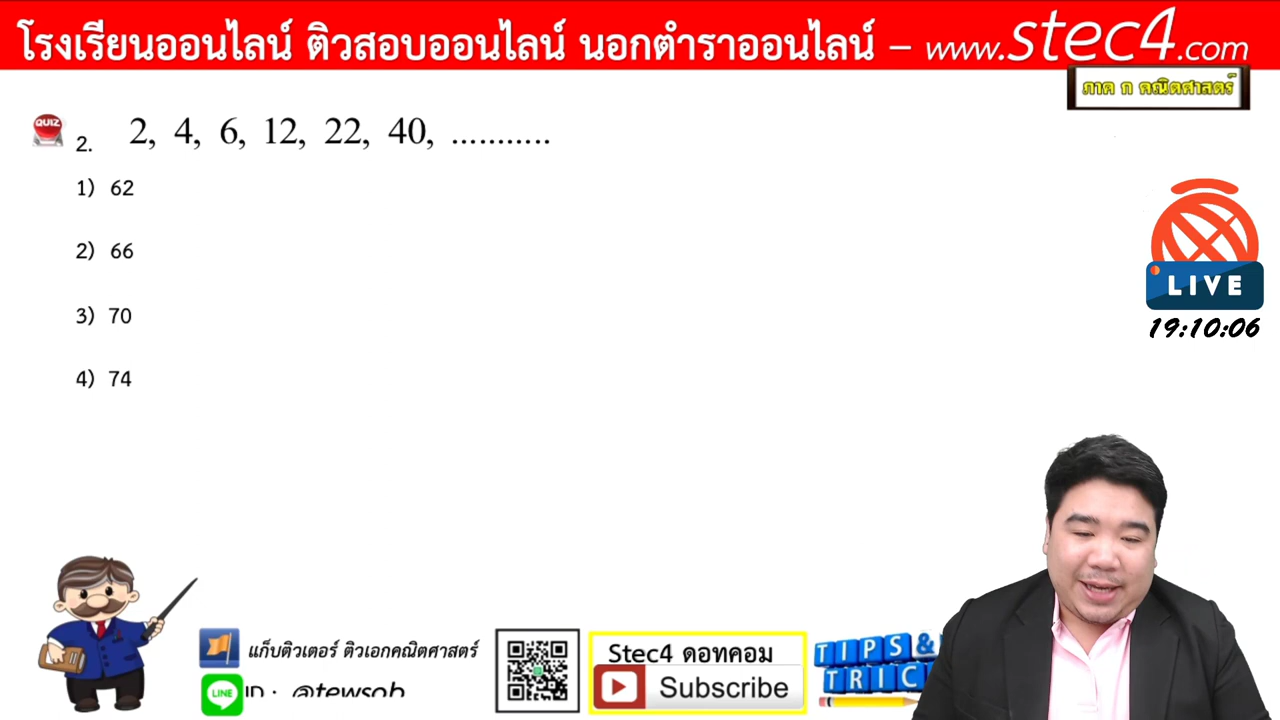 โรงเรียนออนไลน์ ติวสอบออนไลน์ นอกตำราออนไลน์ – www.stec4.com
ภาค ก คณิตศาสตร์
QUIZ
2. 2, 4, 6, 12, 22, 40, ...........
1) 62
2) 66
3) 70
4) 74
LIVE
19:10:06
แก็บติวเตอร์ ติวเอกคณิตศาสตร์
LINE ID : @tewsob
Stec4 ดอทคอม
Subscribe
TIPS &
TRIC